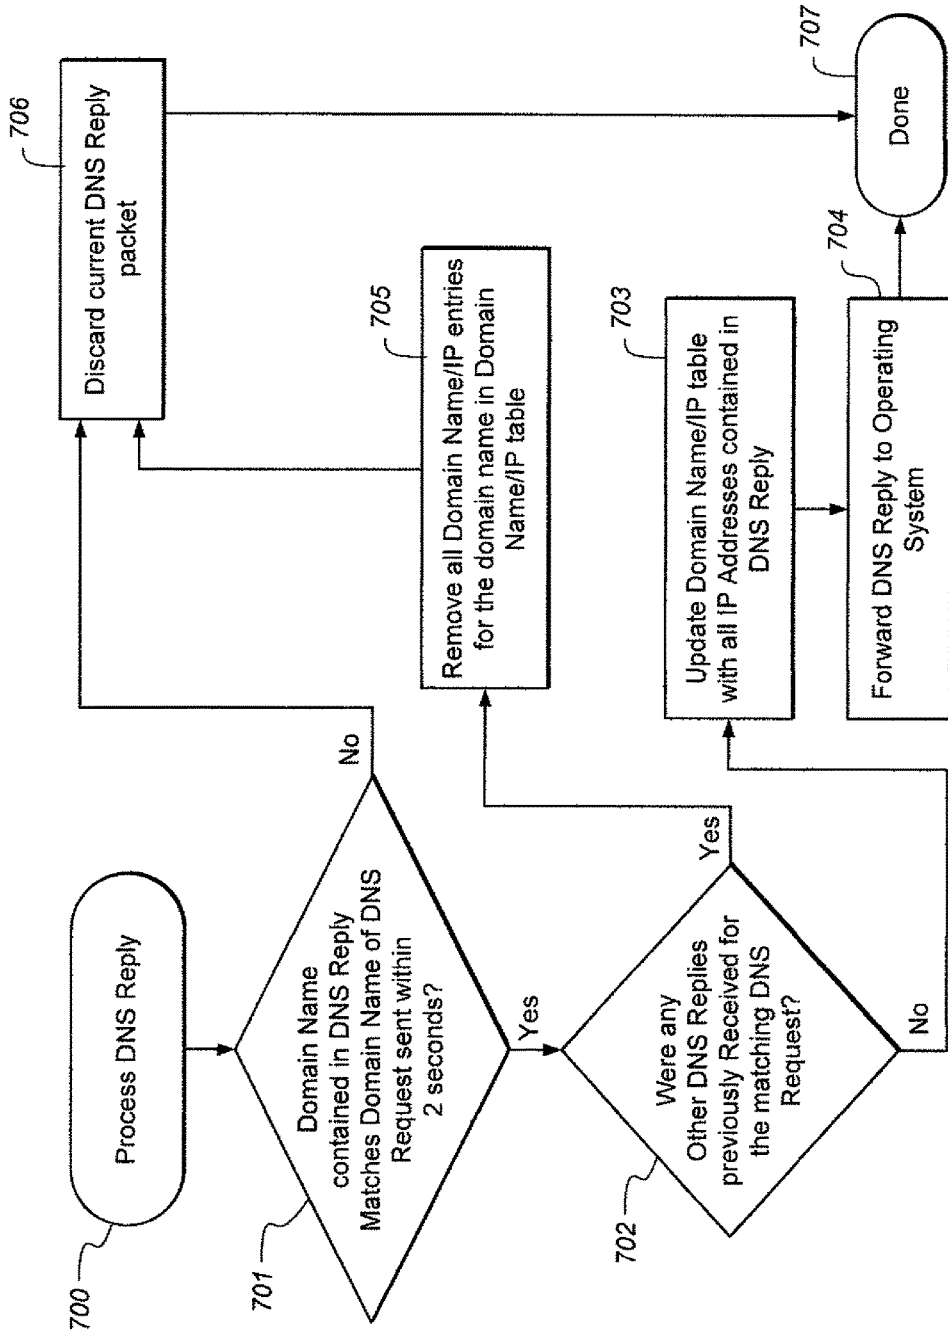 700
Process DNS Reply
701
Domain Name
contained in DNS Reply
Matches Domain Name of DNS
Request sent within
2 seconds?
No
Yes
702
Were any
Other DNS Replies
previously Received for
the matching DNS
Request?
Yes
No
706
Discard current DNS Reply
packet
705
Remove all Domain Name/IP entries
for the domain name in Domain
Name/IP table
703
Update Domain Name/IP table
with all IP Addresses contained in
DNS Reply
704
Forward DNS Reply to Operating
System
707
Done